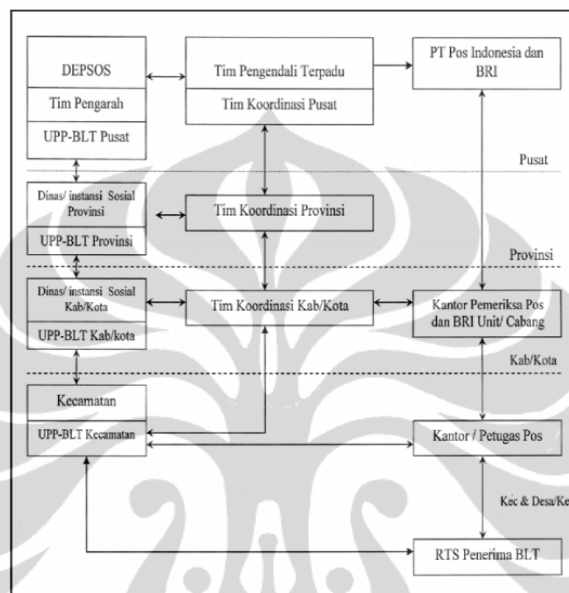 DEPSOS
Tim Pengarah
UPP-BLT Pusat
Tim Pengendali Terpadu
Tim Koordinasi Pusat
PT Pos Indonesia dan
BRI
Pusat
Dinas/ instansi Sosial
Provinsi
UPP-BLT Provinsi
Tim Koordinasi Provinsi
Provinsi
Dinas/ instansi Sosial
Kab/Kota
UPP-BLT Kab/kota
Tim Koordinasi Kab/Kota
Kantor Pemeriksa Pos
dan BRI Unit/ Cabang
Kab/Kota
Kecamatan
UPP-BLT Kecamatan
Kantor / Petugas Pos
Kec & Desa/Ke
RTS Penerima BLT